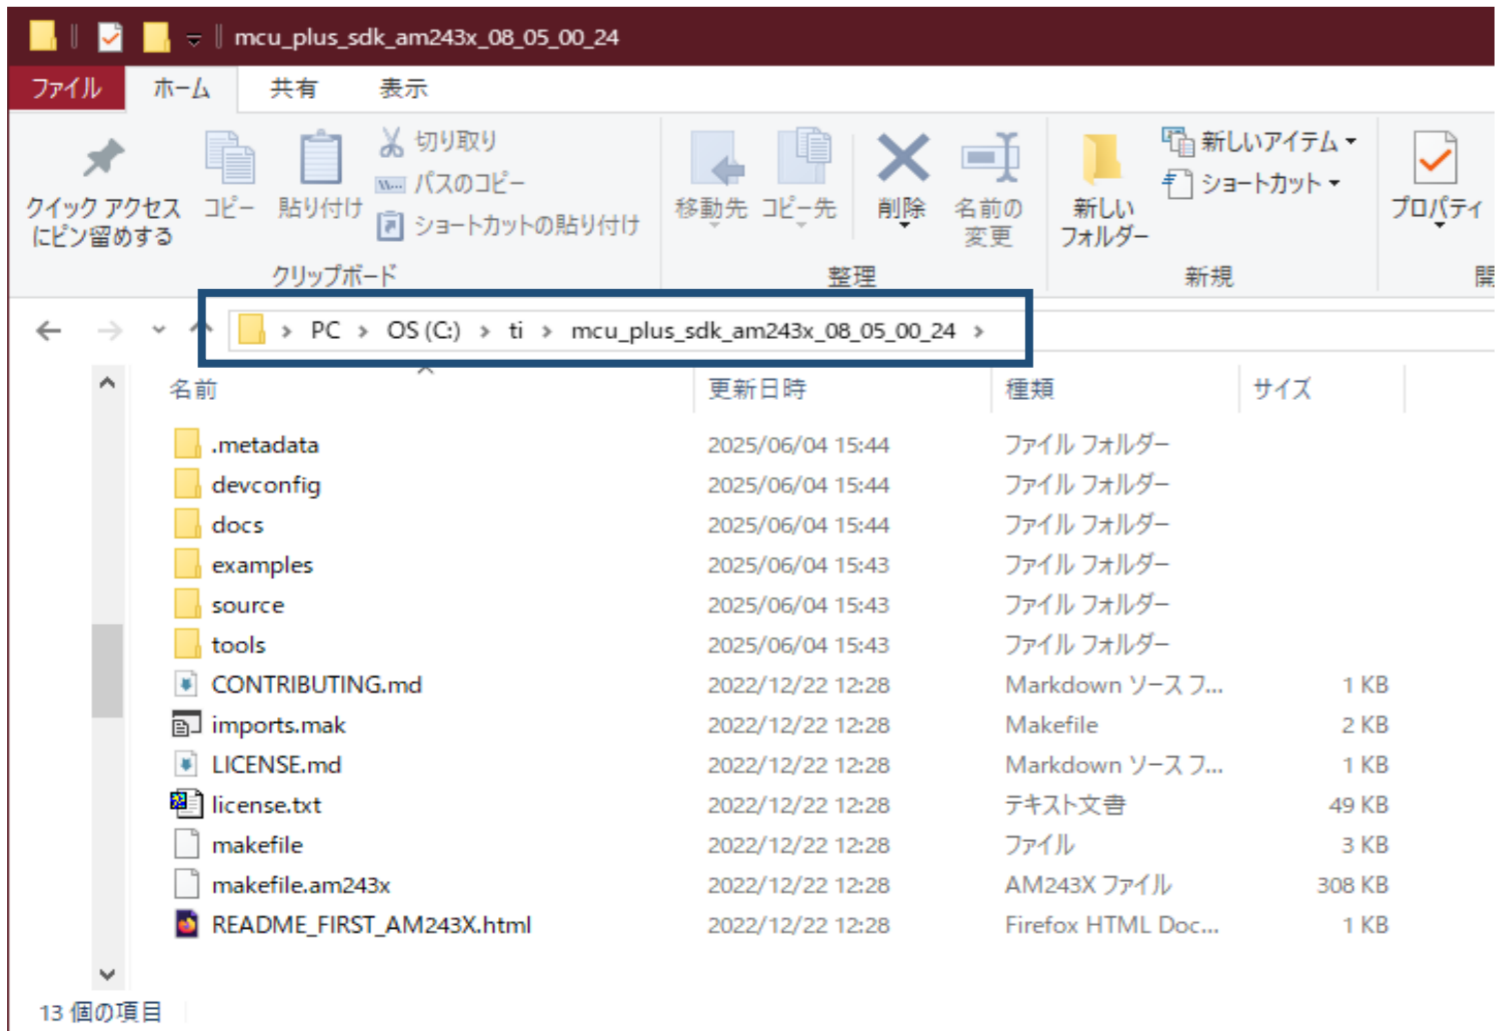 mcu_plus_sdk_am243x_08_05_00_24
ファイル ホーム 共有 表示
クイック アクセス
にピン留めする
コピー
貼り付け
切り取り
パスのコピー
ショートカットの貼り付け
クリップボード
移動先
コピー先
削除
名前の
変更
整理
新しい
フォルダー
新しいアイテム
ショートカット
新規
プロパティ
開
PC > OS (C:) > ti > mcu_plus_sdk_am243x_08_05_00_24 >
名前 更新日時 種類 サイズ
.metadata 2025/06/04 15:44 ファイル フォルダー
devconfig 2025/06/04 15:44 ファイル フォルダー
docs 2025/06/04 15:44 ファイル フォルダー
examples 2025/06/04 15:43 ファイル フォルダー
source 2025/06/04 15:43 ファイル フォルダー
tools 2025/06/04 15:43 ファイル フォルダー
CONTRIBUTING.md 2022/12/22 12:28 Markdown ソース フ... 1 KB
imports.mak 2022/12/22 12:28 Makefile 2 KB
LICENSE.md 2022/12/22 12:28 Markdown ソース フ... 1 KB
license.txt 2022/12/22 12:28 テキスト文書 49 KB
makefile 2022/12/22 12:28 ファイル 3 KB
makefile.am243x 2022/12/22 12:28 AM243X ファイル 308 KB
README_FIRST_AM243X.html 2022/12/22 12:28 Firefox HTML Doc... 1 KB
13 個の項目